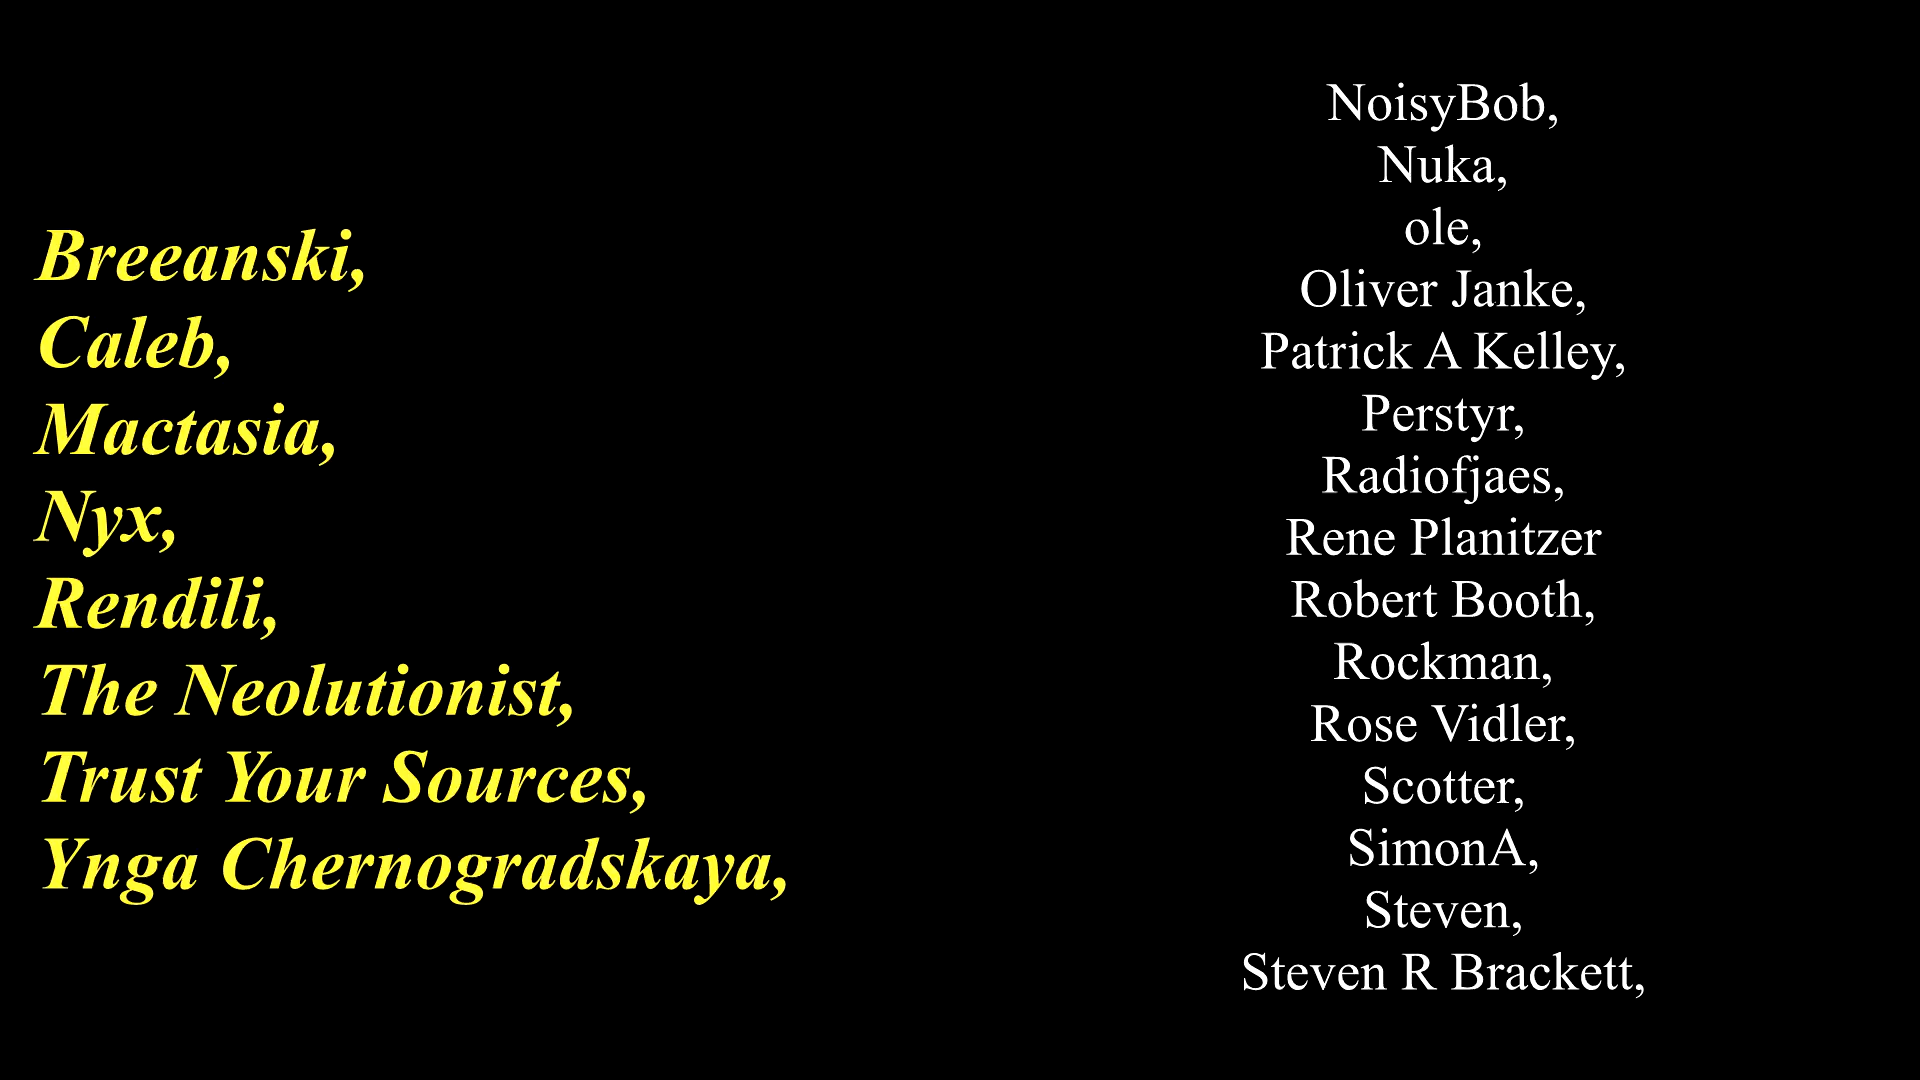 Breeanski,
Caleb,
Mactasia,
Nyx,
Rendili,
The Neolutionist,
Trust Your Sources,
Ynga Chernogradskaya,
NoisyBob,
Nuka,
ole,
Oliver Janke,
Patrick A Kelley,
Perstyr,
Radiofjaes,
Rene Planitzer
Robert Booth,
Rockman,
Rose Vidler,
Scotter,
SimonA,
Steven,
Steven R Brackett,